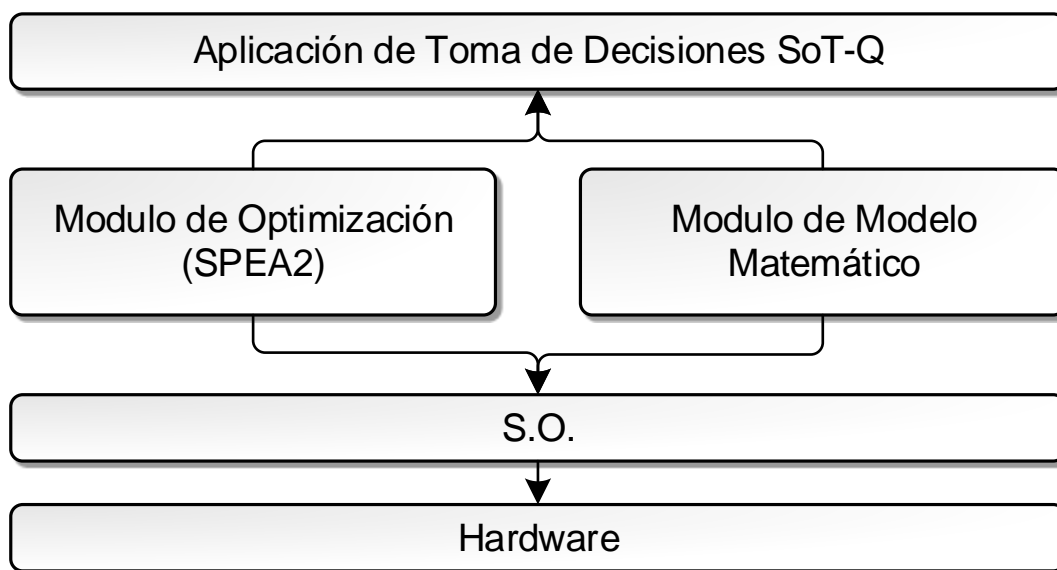 Aplicación de Toma de Decisiones SoT-Q
Modulo de Optimización
(SPEA2)
Modulo de Modelo
Matemático
S.O.
Hardware